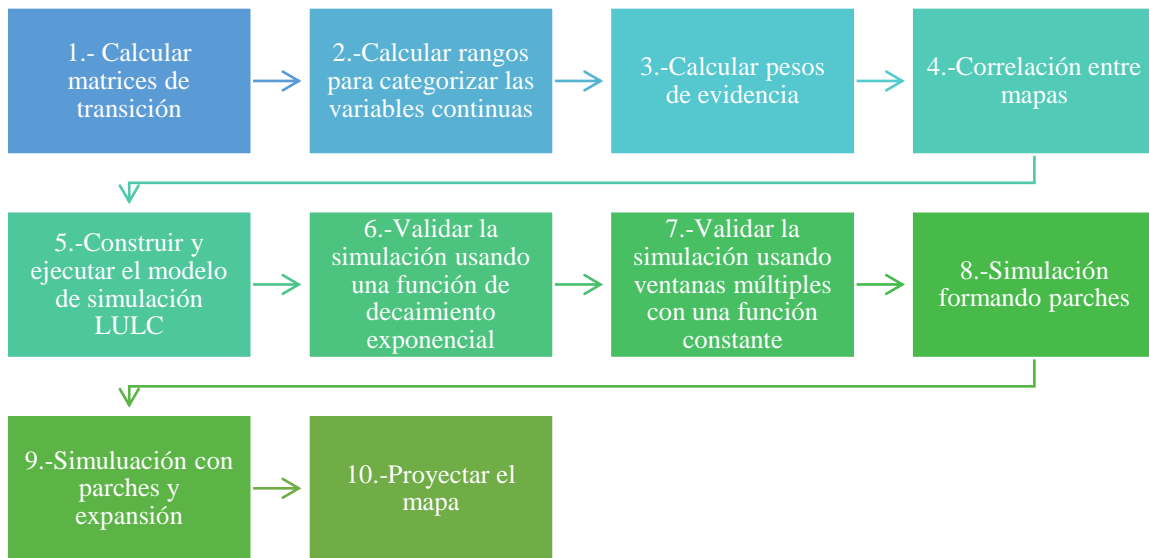 1.- Calcular
matrices de
transición
2.-Calcular rangos
para categorizar las
variables continuas
3.-Calcular pesos
de evidencia
4.-Correlación entre
mapas
5.-Construir y
ejecutar el modelo
de simulación
LULC
6.-Validar la
simulación usando
una función de
decaimiento
exponencial
7.-Validar la
simulación usando
ventanas múltiples
con una función
constante
8.-Simulación
formando parches
9.-Simuluación con
parches y
expansión
10.-Proyectar el
mapa